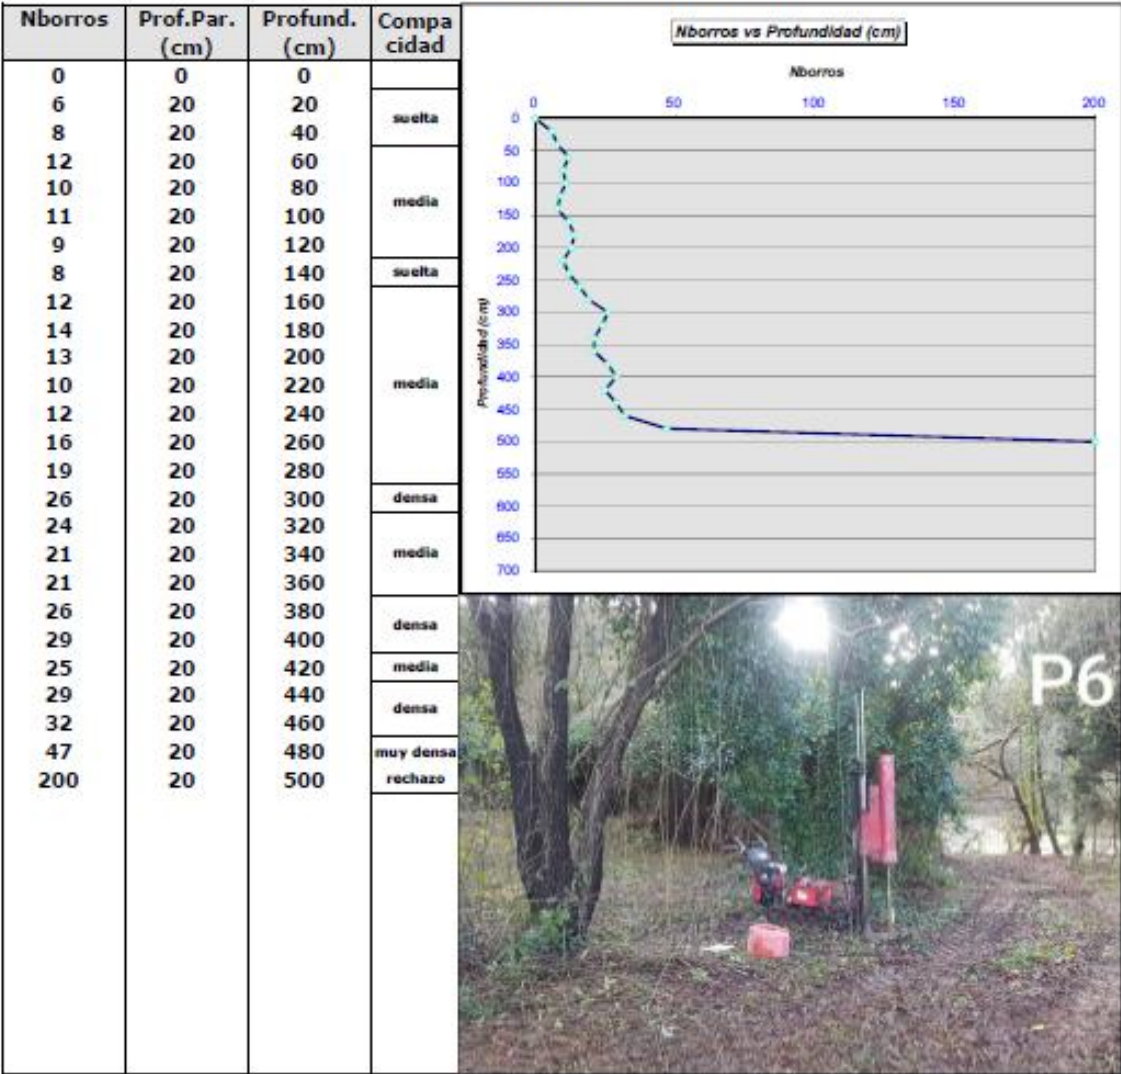 Nborros Prof.Par. (cm) Profund. (cm) Compa cidad
0 0 0
6 20 20 suelta
8 20 40
12 20 60 media
10 20 80
11 20 100
9 20 120
8 20 140 suelta
12 20 160 media
14 20 180
13 20 200
10 20 220
12 20 240
16 20 260
19 20 280
26 20 300 densa
24 20 320 media
21 20 340
21 20 360
26 20 380 densa
29 20 400
25 20 420 media
29 20 440 densa
32 20 460
47 20 480 muy densa
200 20 500 rechazo
Nborros vs Profundidad (cm)
Nborros
0 50 100 150 200
Profundidad (cm)
0
50
100
150
200
250
300
350
400
450
500
550
600
650
700
P6